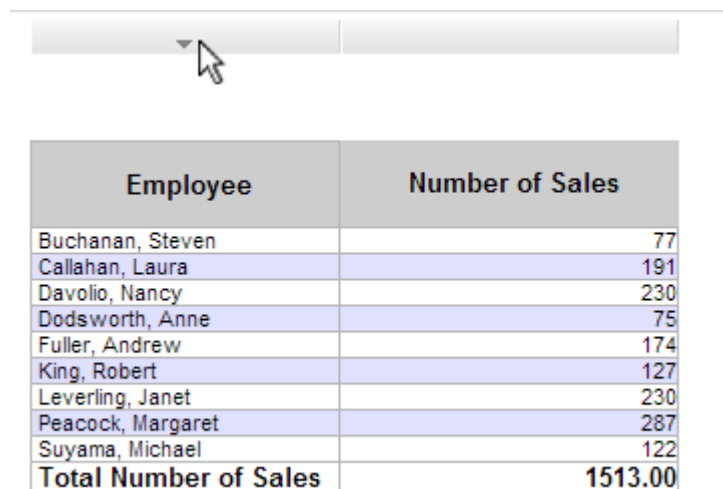 Employee Number of Sales
Buchanan, Steven 77
Callahan, Laura 191
Davolio, Nancy 230
Dodsworth, Anne 75
Fuller, Andrew 174
King, Robert 127
Leverling, Janet 230
Peacock, Margaret 287
Suyama, Michael 122
Total Number of Sales 1513.00